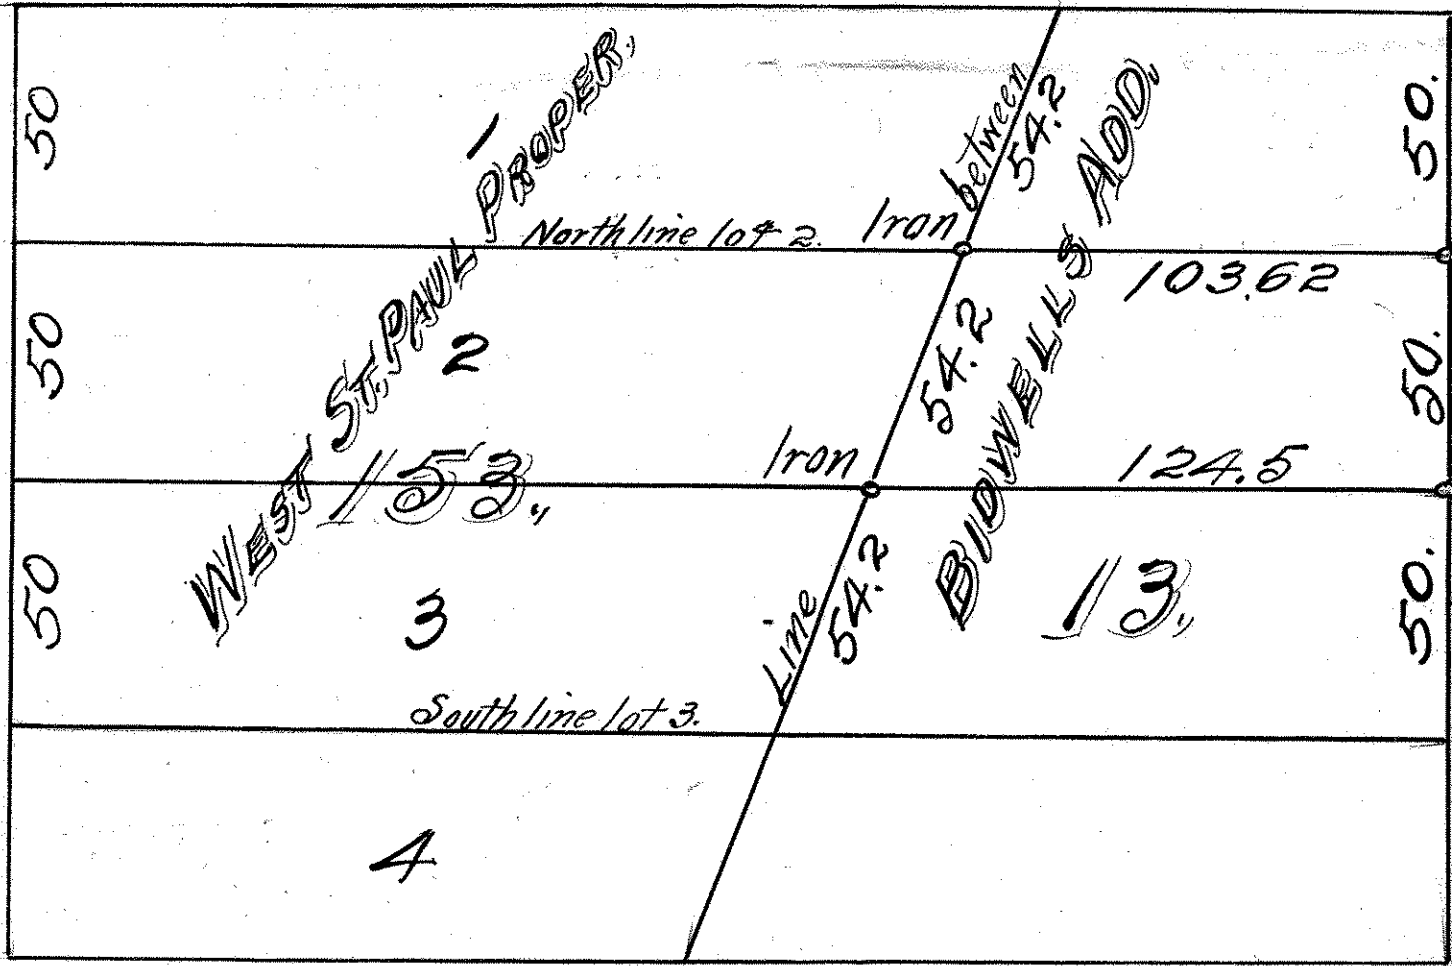 WEST ST. PAUL PROPER,
BIDWELLS ADD,
Line between
50
1
54.2
50.
North line lot 2.
Iron
103.62
50
2
54.2
50.
153.,
Iron
124.5
50
3
54.2
13.,
50.
South line lot 3.
4